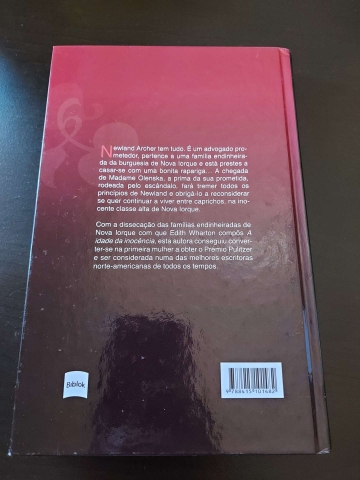 Newland Archer tem tudo. É um advogado pro-
metedor, pertence a uma família endinheira-
da da burguesia de Nova Iorque e está prestes a
casar-se com uma bonita rapariga... A chegada
de Madame Olenska, a prima da sua prometida,
rodeada pelo escândalo, fará tremer todos os
princípios de Newland e obrigá-lo a reconsiderar
se quer continuar a viver entre caprichos, na ino-
cente classe alta de Nova Iorque.
Com a dissecação das famílias endinheiradas de
Nova Iorque com que Edith Wharton compôs A
idade da inocência, esta autora conseguiu conver-
ter-se na primeira mulher a obter o Prémio Pulitzer
e ser considerada numa das melhores escritoras
norte-americanas de todos os tempos.
Biblok